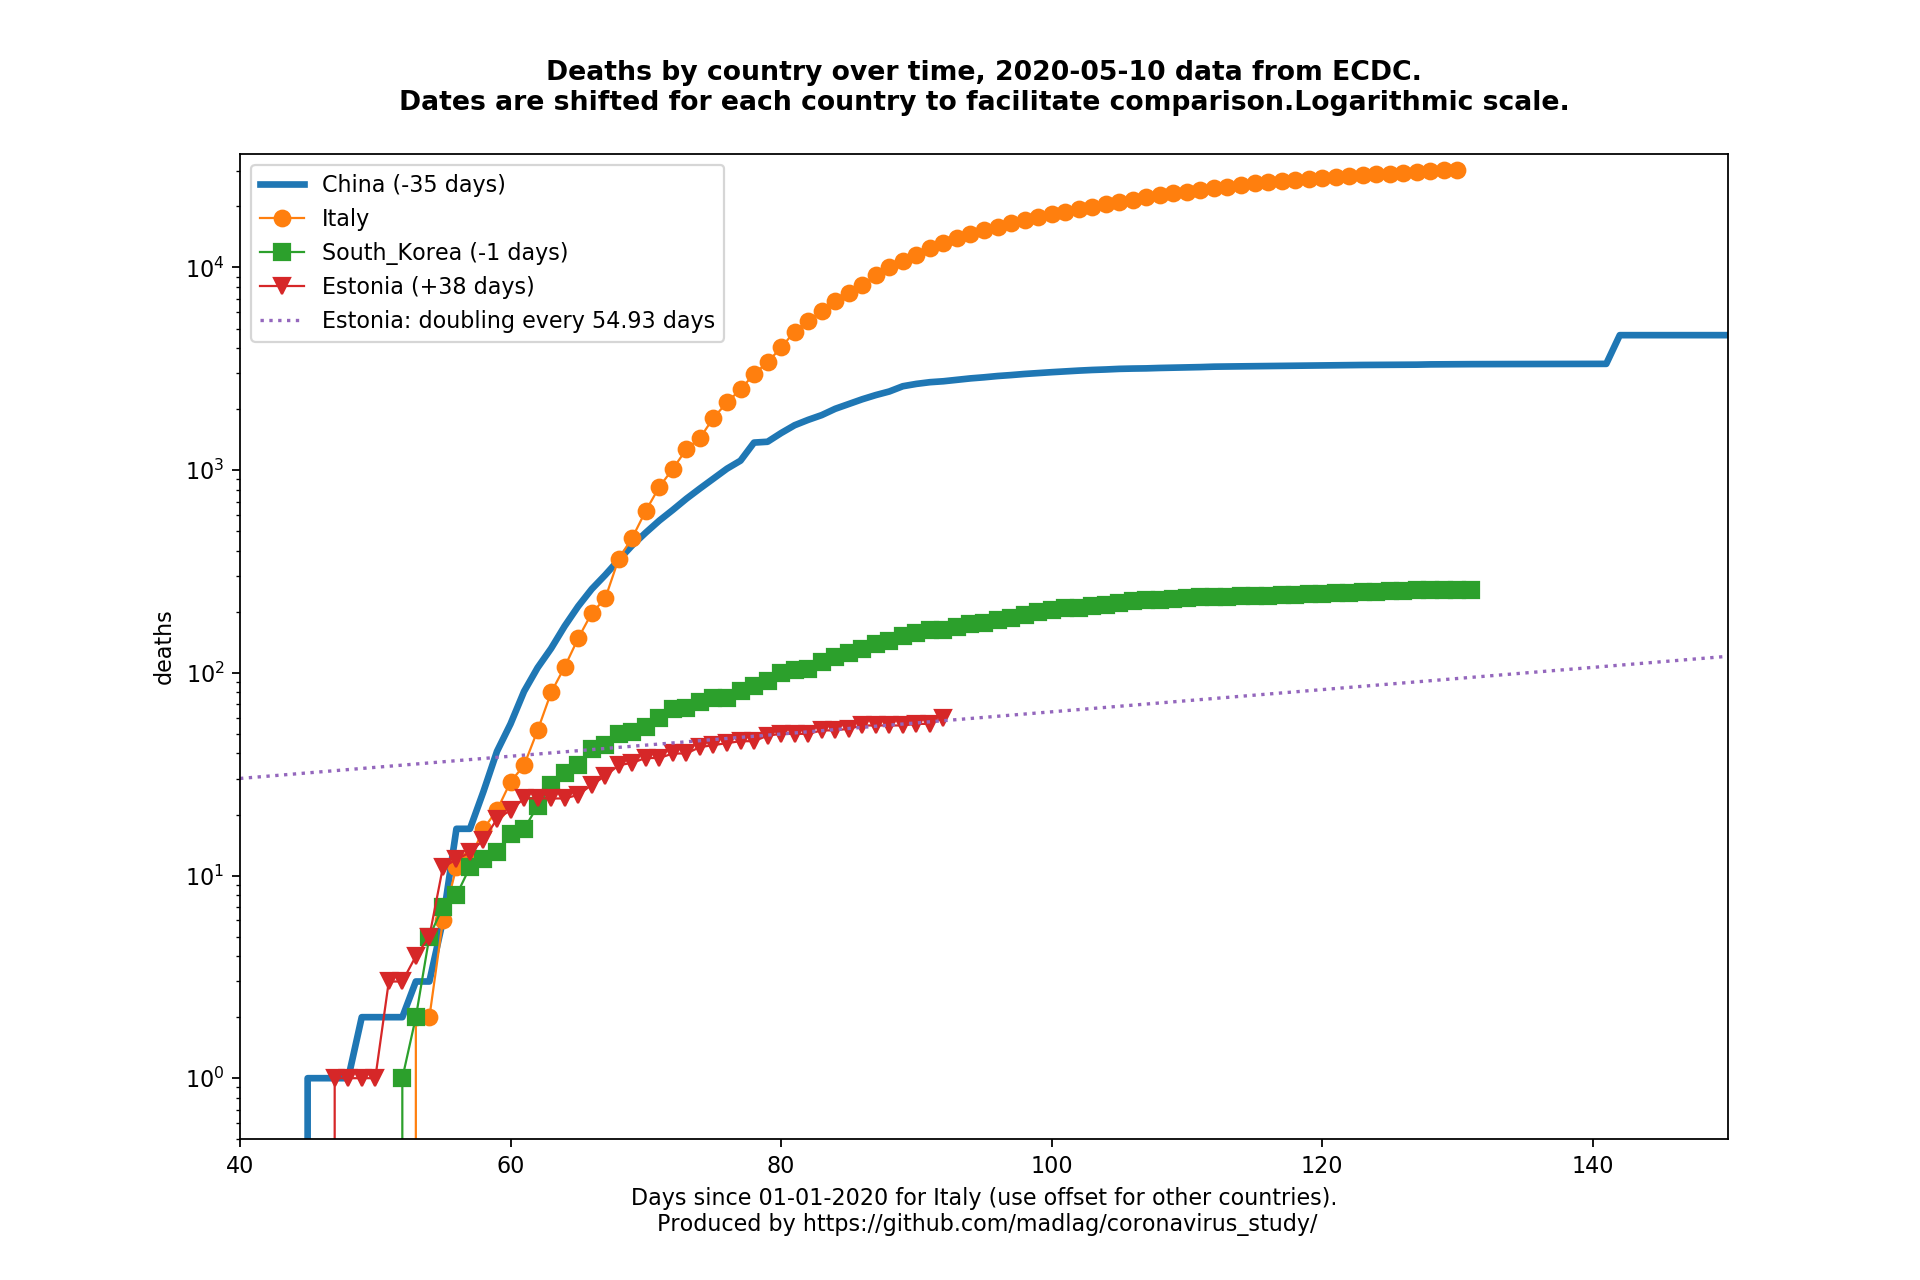 Deaths by country over time, 2020-05-10 data from ECDC.
Dates are shifted for each country to facilitate comparison.Logarithmic scale.
China (-35 days)
Italy
South_Korea (-1 days)
Estonia (+38 days)
Estonia: doubling every 54.93 days
deaths
10⁴
10³
10²
10¹
10⁰
40 60 80 100 120 140
Days since 01-01-2020 for Italy (use offset for other countries).
Produced by https://github.com/madlag/coronavirus_study/